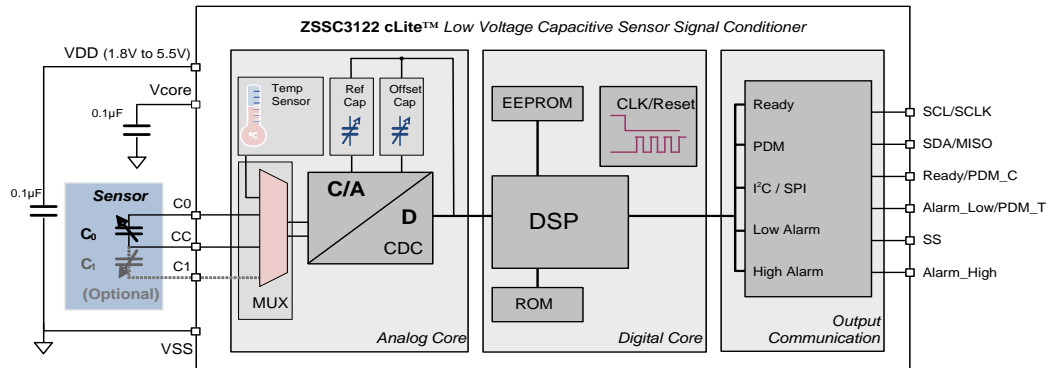 ZSSC3122 cLite™ Low Voltage Capacitive Sensor Signal Conditioner
VDD (1.8V to 5.5V)
Vcore
0.1µF
0.1µF
Sensor
C0
C1
(Optional)
C0
CC
C1
VSS
Temp
Sensor
ºC
Ref
Cap
Offset
Cap
C/A
D
CDC
MUX
Analog Core
EEPROM
CLK/Reset
DSP
ROM
Digital Core
Ready
PDM
I²C / SPI
Low Alarm
High Alarm
Output
Communication
SCL/SCLK
SDA/MISO
Ready/PDM_C
Alarm_Low/PDM_T
SS
Alarm_High